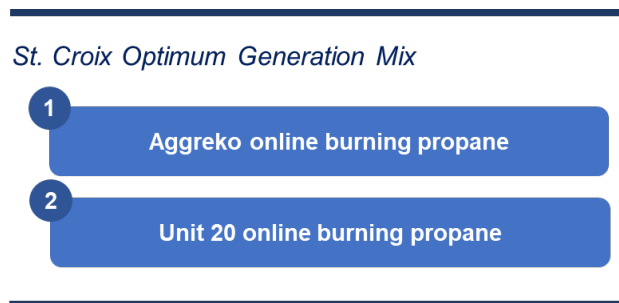 St. Croix Optimum Generation Mix
1
Aggreko online burning propane
2
Unit 20 online burning propane